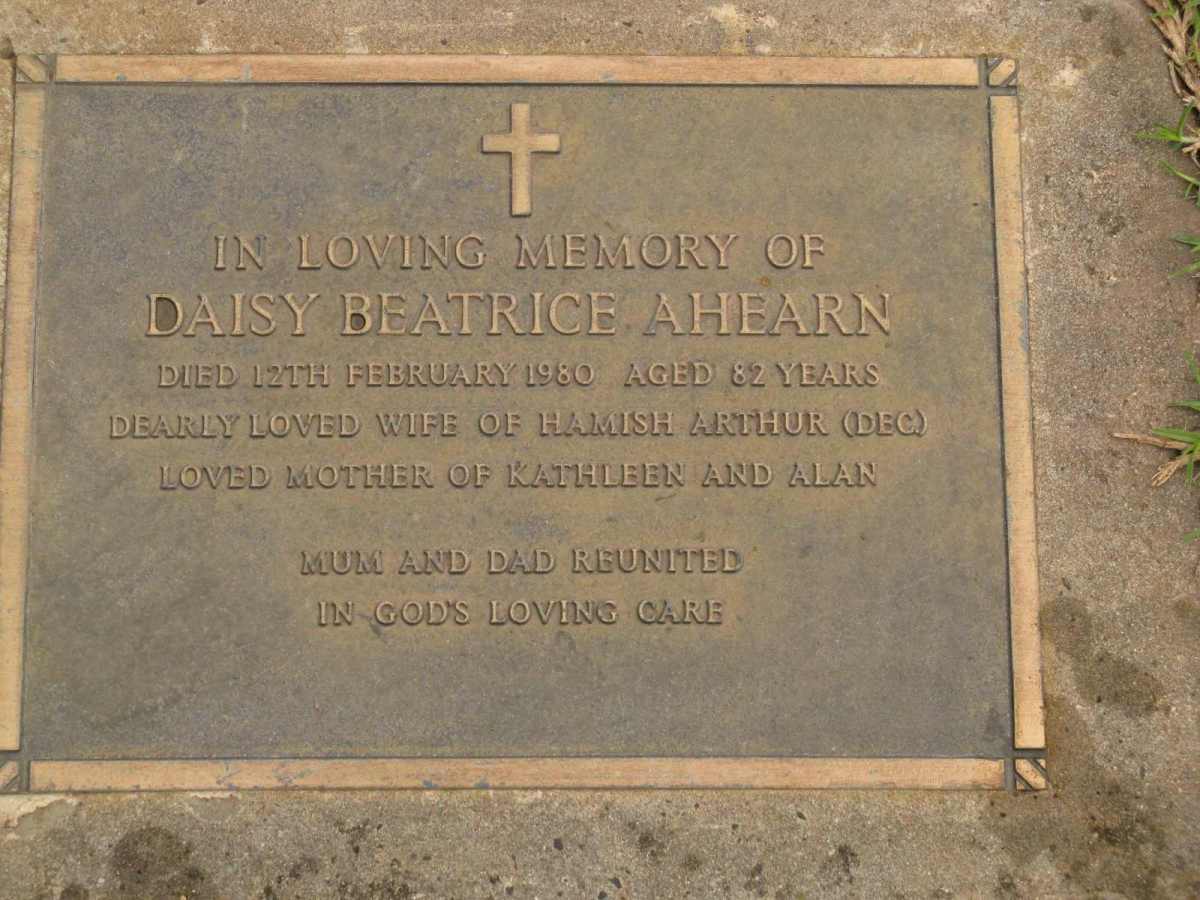 IN LOVING MEMORY OF
DAISY BEATRICE AHEARN
DIED 12TH FEBRUARY 1980 AGED 82 YEARS
DEARLY LOVED WIFE OF HAMISH ARTHUR (DEC.)
LOVED MOTHER OF KATHLEEN AND ALAN
MUM AND DAD REUNITED
IN GOD'S LOVING CARE